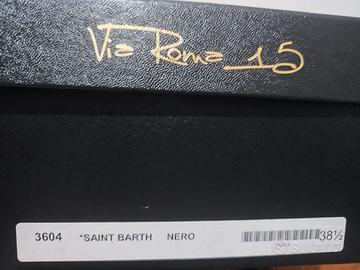 Via Roma 15
3604 *SAINT BARTH NERO 38½